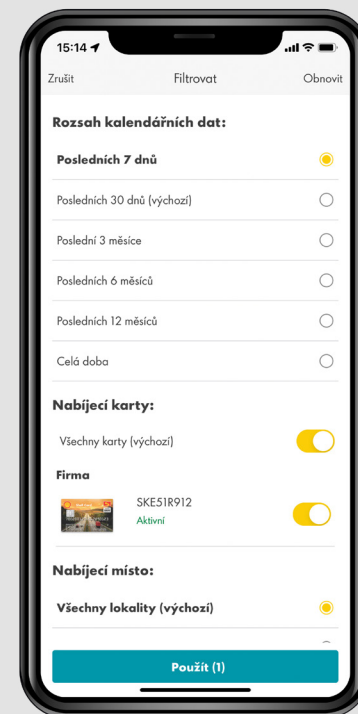 15:14
Zrušit Filtrovat Obnovit
Rozsah kalendářních dat:
Posledních 7 dnů
Posledních 30 dnů (výchozí)
Poslední 3 měsíce
Posledních 6 měsíců
Posledních 12 měsíců
Celá doba
Nabíjecí karty:
Všechny karty (výchozí)
Firma
SKE51R912
Aktivní
Nabíjecí místo:
Všechny lokality (výchozí)
Použít (1)